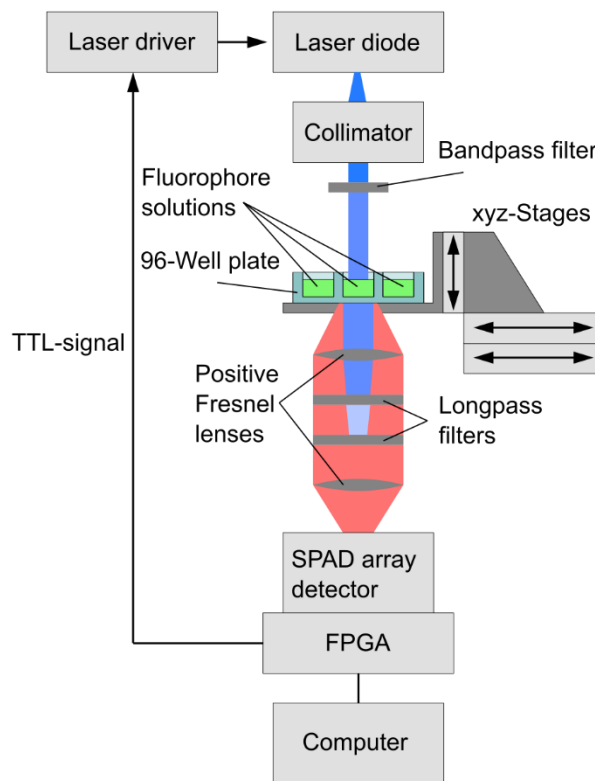 Laser driver
Laser diode
Collimator
Bandpass filter
Fluorophore
solutions
xyz-Stages
96-Well plate
TTL-signal
Positive
Fresnel
lenses
Longpass
filters
SPAD array
detector
FPGA
Computer